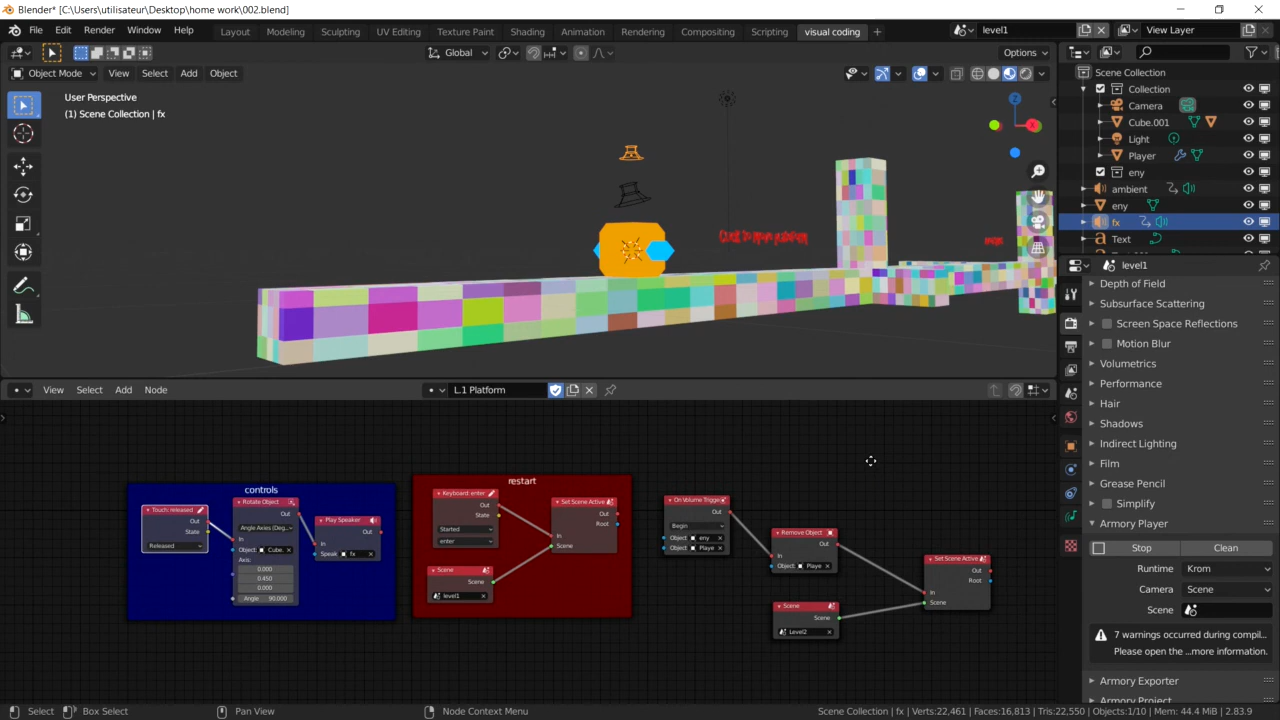 Blender* [C:\Users\utilisateur\Desktop\home work\002.blend]
File Edit Render Window Help Layout Modeling Sculpting UV Editing Texture Paint Shading Animation Rendering Compositing Scripting visual coding + level1 View Layer
Global Options
Object Mode View Select Add Object
User Perspective
(1) Scene Collection | fx
X
Z
Scene Collection
Collection
Camera
Cube.001
Light
Player
eny
ambient
eny
fx
Text
level1
Depth of Field
Subsurface Scattering
Screen Space Reflections
Motion Blur
Volumetrics
Performance
Hair
Shadows
Indirect Lighting
Film
Grease Pencil
Simplify
Armory Player
Stop Clean
Runtime Krom
Camera Scene
Scene
7 warnings occurred during compil...
Please open the ...more information.
Armory Exporter
Armory Project
View Select Add Node L.1 Platform
controls
Touch: released
Out
State
Released
Rotate Object
Out
Angle Axies (Deg..
In
Object: Cube.
Axis:
0.000
0.450
0.000
Angle 90.000
Play Speaker
Out
In
Speak fx
restart
Keyboard: enter
Out
State
Started
enter
Scene
Scene
level1
Set Scene Active
Out
Root
In
Scene
On Volume Trigge
Out
Begin
Object eny
Object Playe
Remove Object
Out
In
Object: Playe
Scene
Scene
Level2
Set Scene Active
Out
Root
In
Scene
Select Box Select Pan View Node Context Menu Scene Collection | fx | Verts:22,461 | Faces:16,813 | Tris:22,550 | Objects:1/10 | Mem: 44.4 MiB | 2.83.9